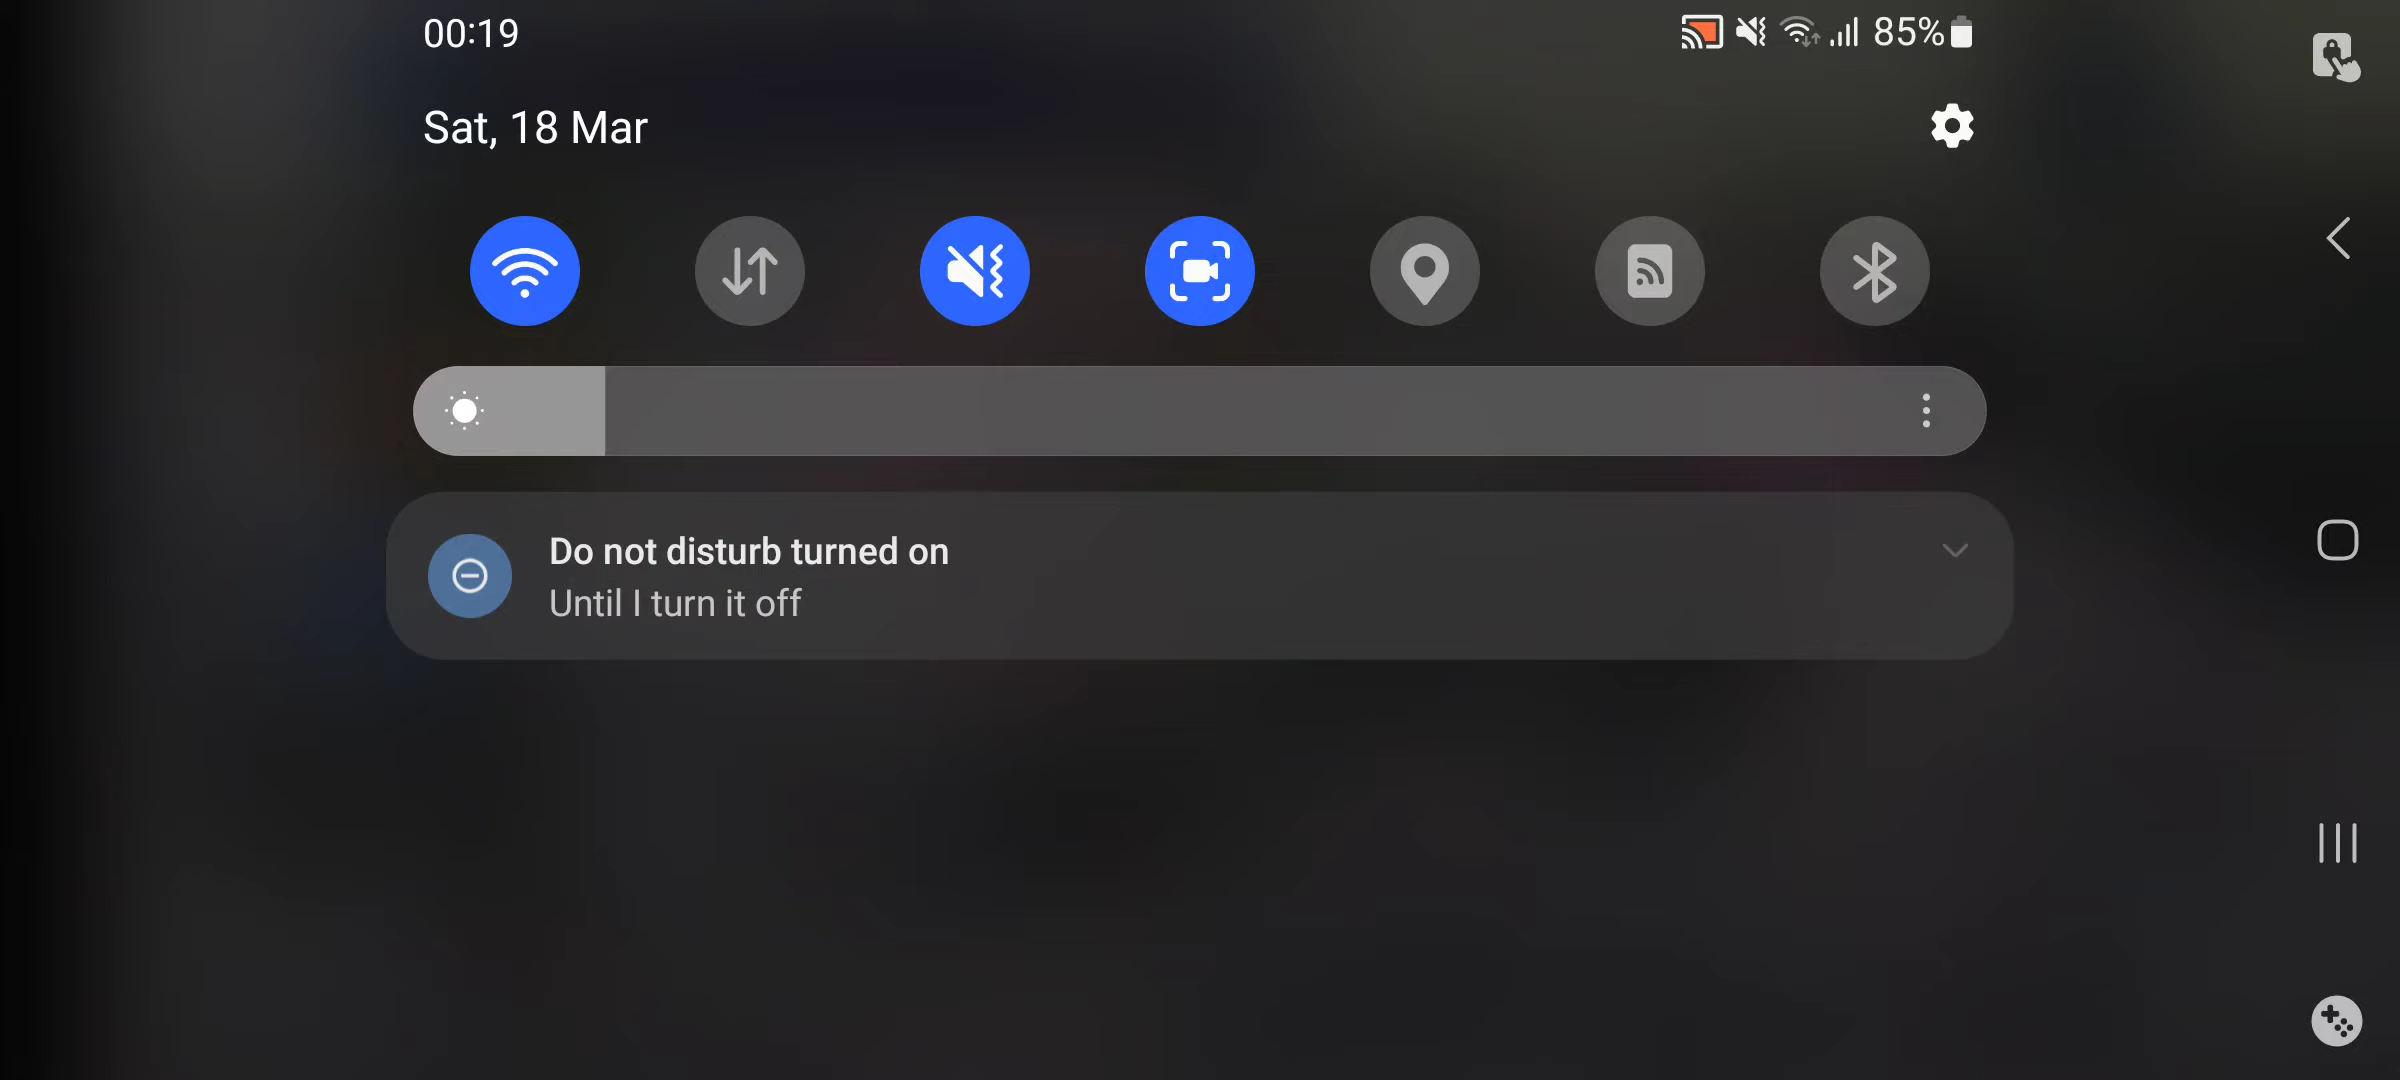 00:19
85%
Sat, 18 Mar
Do not disturb turned on
Until I turn it off